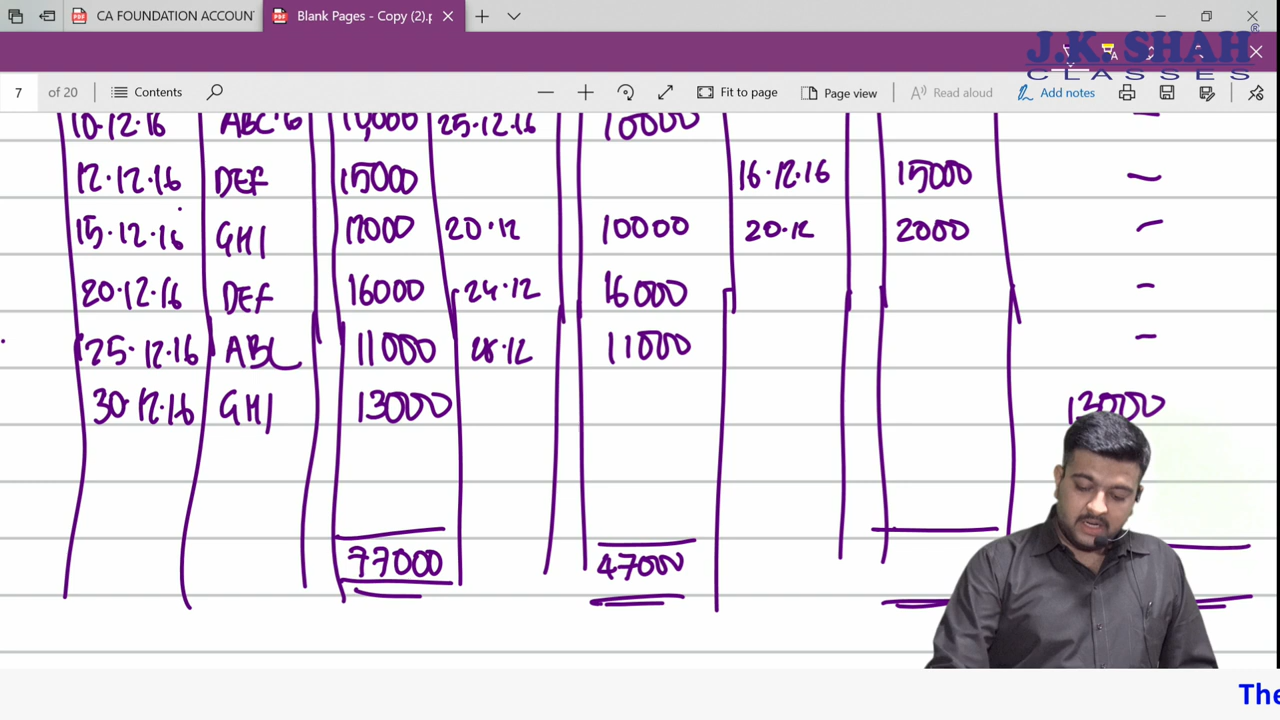 CA FOUNDATION ACCOUN
Blank Pages - Copy (2).p
J.K. SHAH®
CLASSES
7 of 20 Contents Fit to page Page view Read aloud Add notes
10.12.16 ABC 10,000 25.12.16 10000 -
12.12.16 DEF 15000 16.12.16 15000 -
15.12.16 GHI 12000 20.12 10000 20.12 2000 -
20.12.16 DEF 16000 24.12 16000 -
25.12.16 ABC 11000 28.12 11000 -
30.12.16 GHI 13000 13000
77000 47000
The